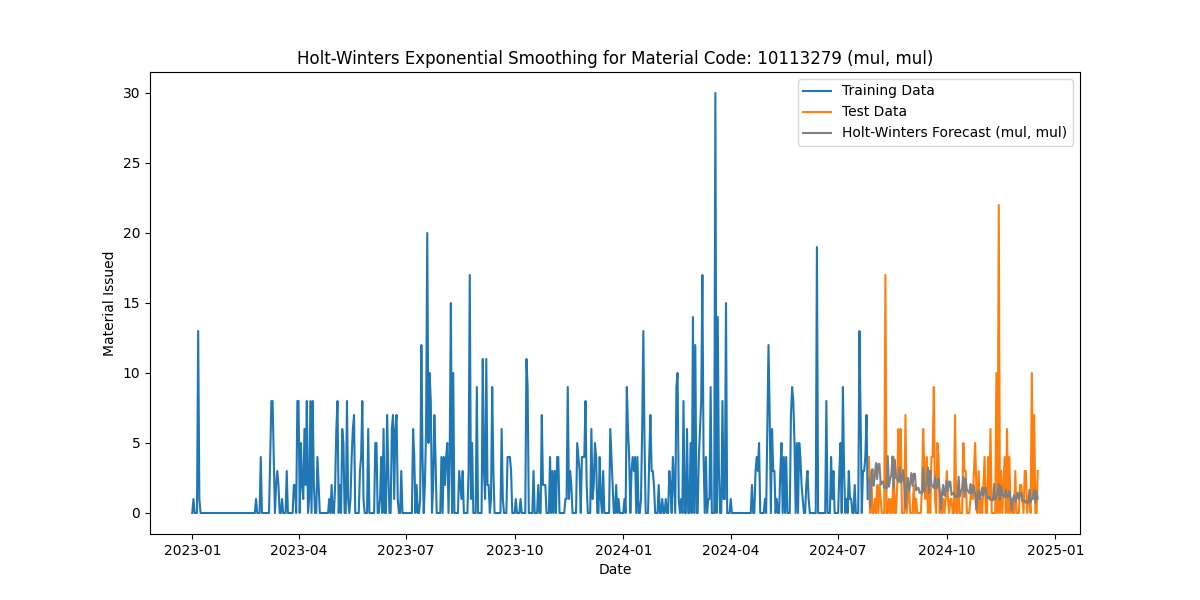 Holt-Winters Exponential Smoothing for Material Code: 10113279 (mul, mul)
Training Data
Test Data
Holt-Winters Forecast (mul, mul)
Material Issued
30
25
20
15
10
5
0
2023-01
2023-04
2023-07
2023-10
2024-01
2024-04
2024-07
2024-10
2025-01
Date